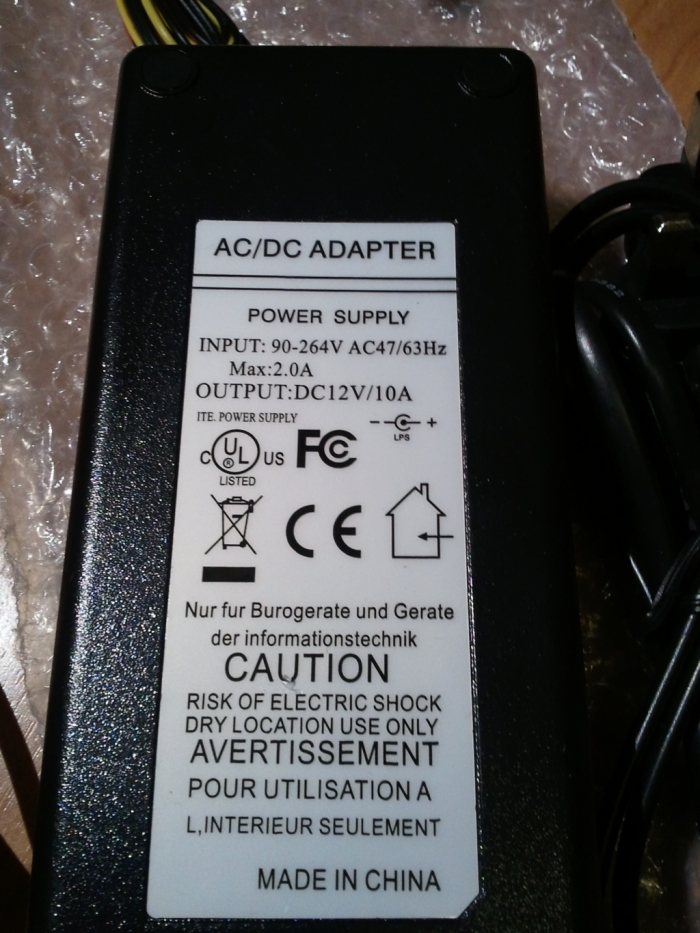 AC/DC ADAPTER
POWER SUPPLY
INPUT: 90-264V AC47/63Hz
Max:2.0A
OUTPUT:DC12V/10A
ITE. POWER SUPPLY
- +
LPS
c UL ® US
LISTED
FC
CE
Nur fur Burogerate und Gerate
der informationstechnik
CAUTION
RISK OF ELECTRIC SHOCK
DRY LOCATION USE ONLY
AVERTISSEMENT
POUR UTILISATION A
L,INTERIEUR SEULEMENT
MADE IN CHINA